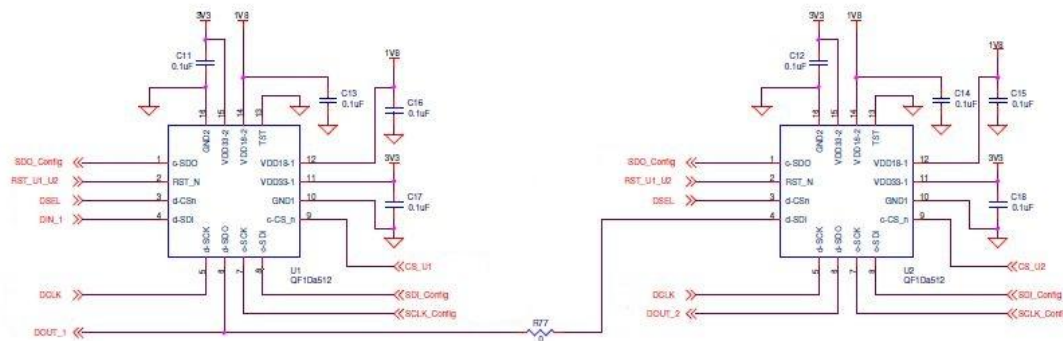 3V3
1V8
C11
0.1uF
1V8
C13
0.1uF
C16
0.1uF
16
15
14
13
GND2
VDD33-2
VDD18-2
TST
SDO_Config
1
c-SDO
VDD18-1
12
RST_U1_U2
2
RST_N
VDD33-1
11
3V3
DSEL
3
d-CSn
GND1
10
C17
0.1uF
DIN_1
4
d-SDI
c-CS_n
9
d-SCK
d-SDO
c-SCK
c-SDI
5
6
7
8
U1
QF1Da512
CS_U1
DCLK
SDI_Config
SCLK_Config
DOUT_1
R77
0
3V3
1V8
C12
0.1uF
1V8
C14
0.1uF
C15
0.1uF
16
15
14
13
GND2
VDD33-2
VDD18-2
TST
SDO_Config
1
c-SDO
VDD18-1
12
RST_U1_U2
2
RST_N
VDD33-1
11
3V3
DSEL
3
d-CSn
GND1
10
C18
0.1uF
4
d-SDI
c-CS_n
9
d-SCK
d-SDO
c-SCK
c-SDI
5
6
7
8
U2
QF1Da512
CS_U2
DCLK
SDI_Config
DOUT_2
SCLK_Config